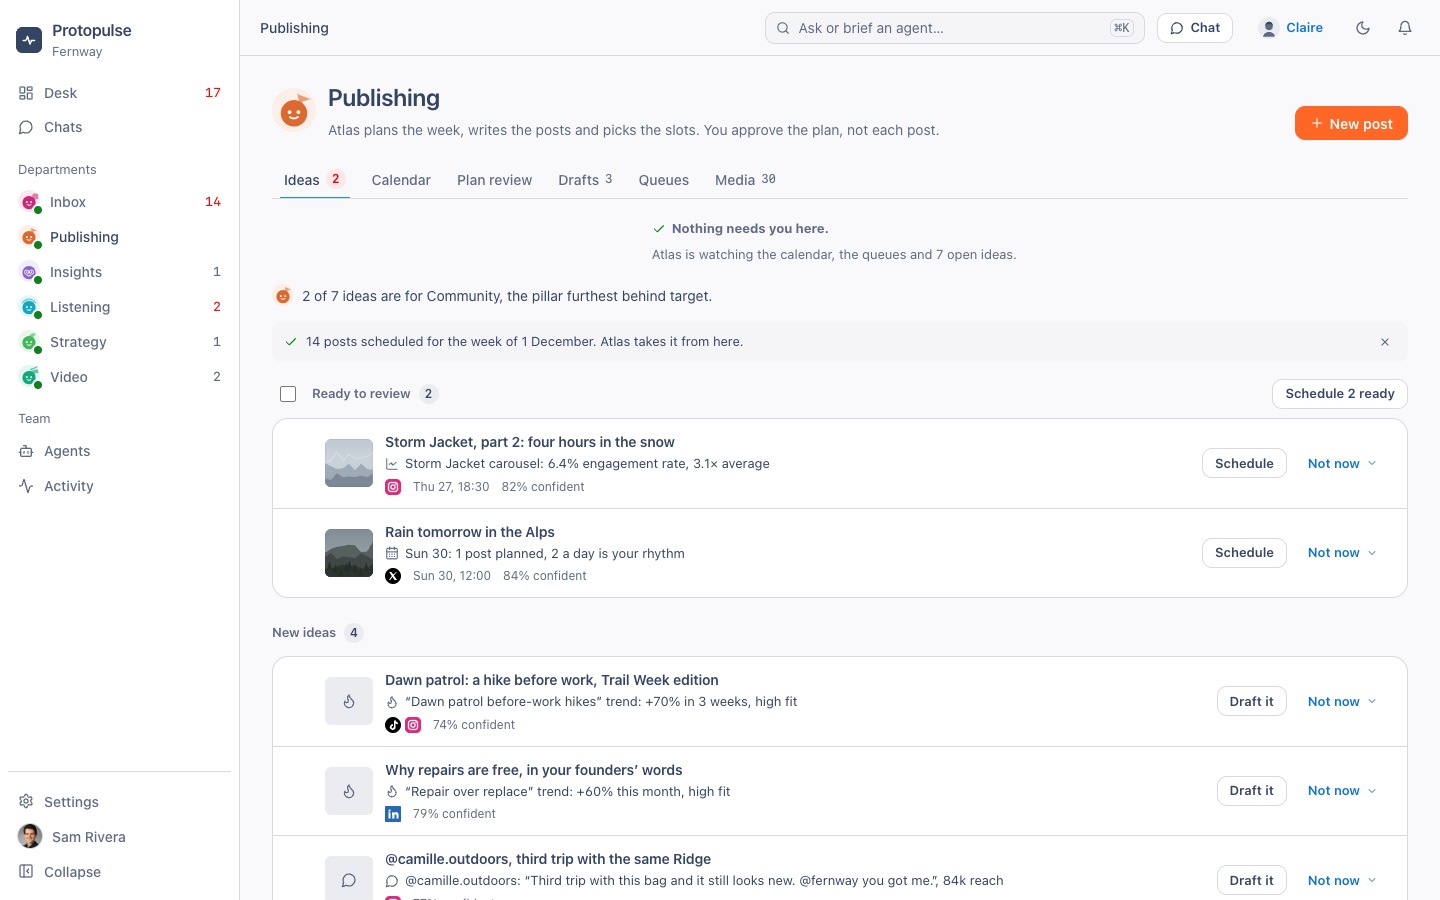 Protopulse
Fernway
Desk 17
Chats
Departments
Inbox 14
Publishing
Insights 1
Listening 2
Strategy 1
Video 2
Team
Agents
Activity
Settings
Sam Rivera
Collapse
Publishing
Ask or brief an agent… ⌘K
Chat
Claire
Publishing
Atlas plans the week, writes the posts and picks the slots. You approve the plan, not each post.
+ New post
Ideas 2 Calendar Plan review Drafts 3 Queues Media 30
Nothing needs you here.
Atlas is watching the calendar, the queues and 7 open ideas.
2 of 7 ideas are for Community, the pillar furthest behind target.
14 posts scheduled for the week of 1 December. Atlas takes it from here.
Ready to review 2 Schedule 2 ready
Storm Jacket, part 2: four hours in the snow
Storm Jacket carousel: 6.4% engagement rate, 3.1× average
Thu 27, 18:30 82% confident
Schedule Not now
Rain tomorrow in the Alps
Sun 30: 1 post planned, 2 a day is your rhythm
Sun 30, 12:00 84% confident
Schedule Not now
New ideas 4
Dawn patrol: a hike before work, Trail Week edition
“Dawn patrol before-work hikes” trend: +70% in 3 weeks, high fit
74% confident
Draft it Not now
Why repairs are free, in your founders’ words
“Repair over replace” trend: +60% this month, high fit
79% confident
Draft it Not now
@camille.outdoors, third trip with the same Ridge
@camille.outdoors: “Third trip with this bag and it still looks new. @fernway you got me.”, 84k reach
Draft it Not now